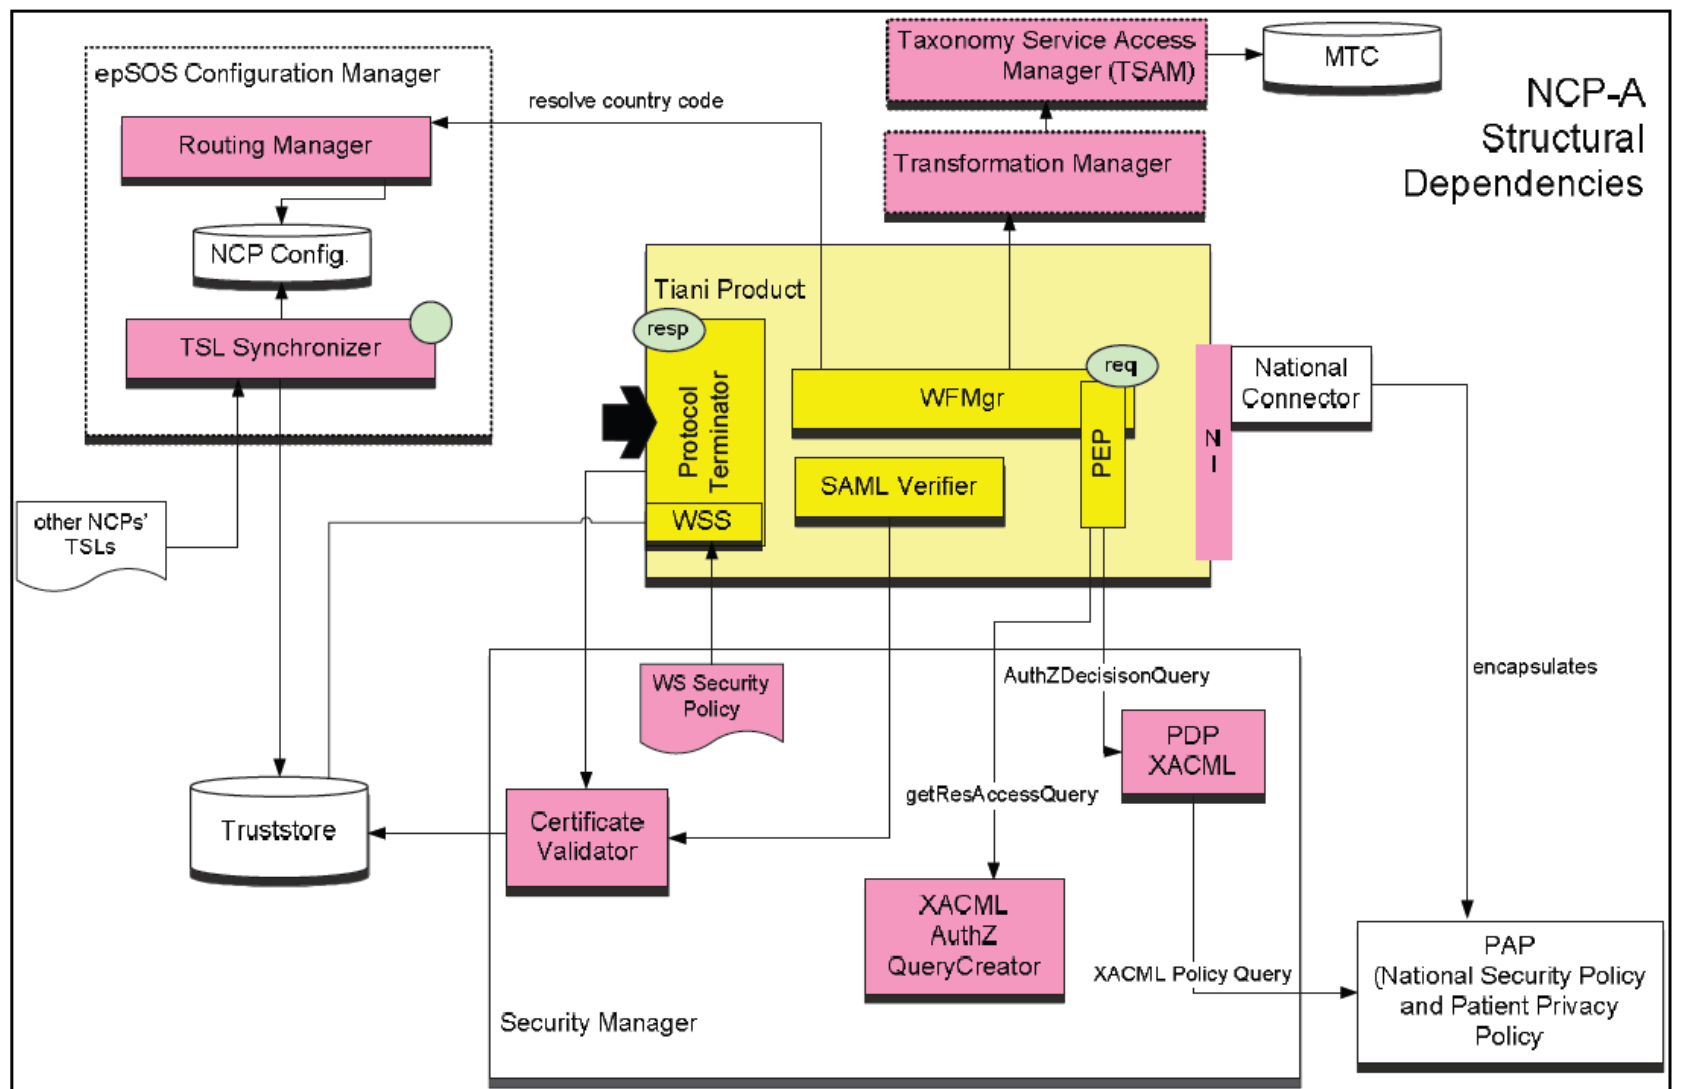 Taxonomy Service Access
Manager (TSAM)
MTC
NCP-A
Structural
Dependencies
epSOS Configuration Manager
resolve country code
Routing Manager
Transformation Manager
NCP Config.
Tiani Product
resp
TSL Synchronizer
req
National
Connector
WFMgr
Protocol
Terminator
PEP
N
I
SAML Verifier
WSS
other NCPs'
TSLs
WS Security
Policy
AuthZDecisisonQuery
encapsulates
PDP
XACML
getResAccessQuery
Truststore
Certificate
Validator
XACML
AuthZ
QueryCreator
XACML Policy Query
PAP
(National Security Policy
and Patient Privacy
Policy
Security Manager